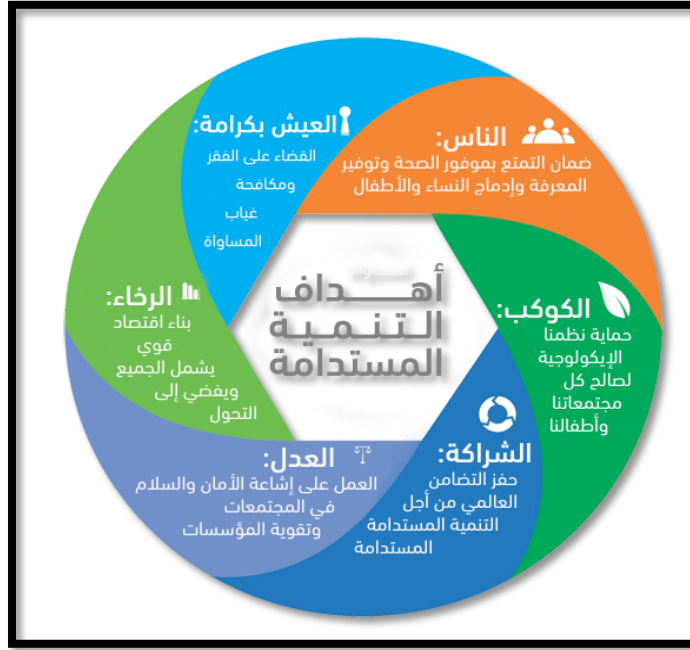 العيش بكرامة:
القضاء على الفقر
ومكافحة
غياب
المساواة
الناس:
ضمان التمتع بموفور الصحة وتوفير
المعرفة وإدماج النساء والأطفال
الكوكب:
حماية نظمنا
الإيكولوجية
لصالح كل
مجتمعاتنا
وأطفالنا
الشراكة:
حفز التضامن
العالمي من أجل
التنمية المستدامة
المستدامة
العدل:
العمل على إشاعة الأمان والسلام
في المجتمعات
وتقوية المؤسسات
الرخاء:
بناء اقتصاد
قوي
يشمل الجميع
ويفضي إلى
التحول
أهــداف
التنمية
المستدامة